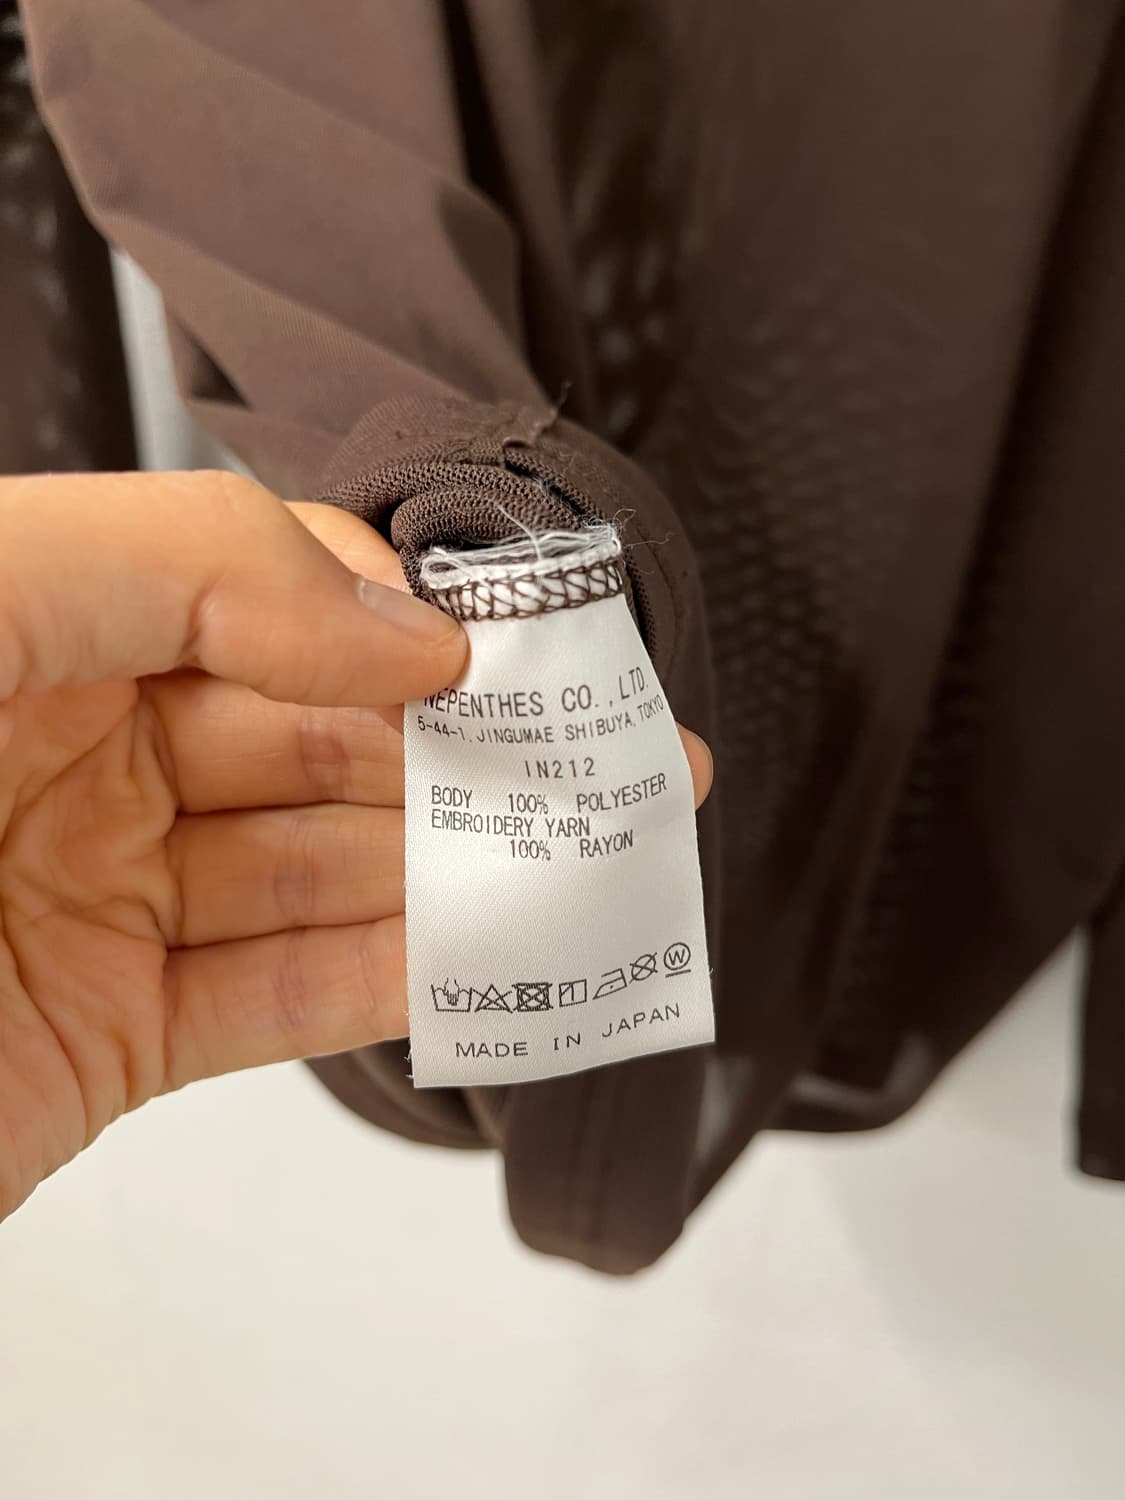 NEPENTHES CO., LTD.
5-44-1, JINGUMAE SHIBUYA, TOKYO
IN212
BODY 100% POLYESTER
EMBROIDERY YARN
100% RAYON
W
MADE IN JAPAN